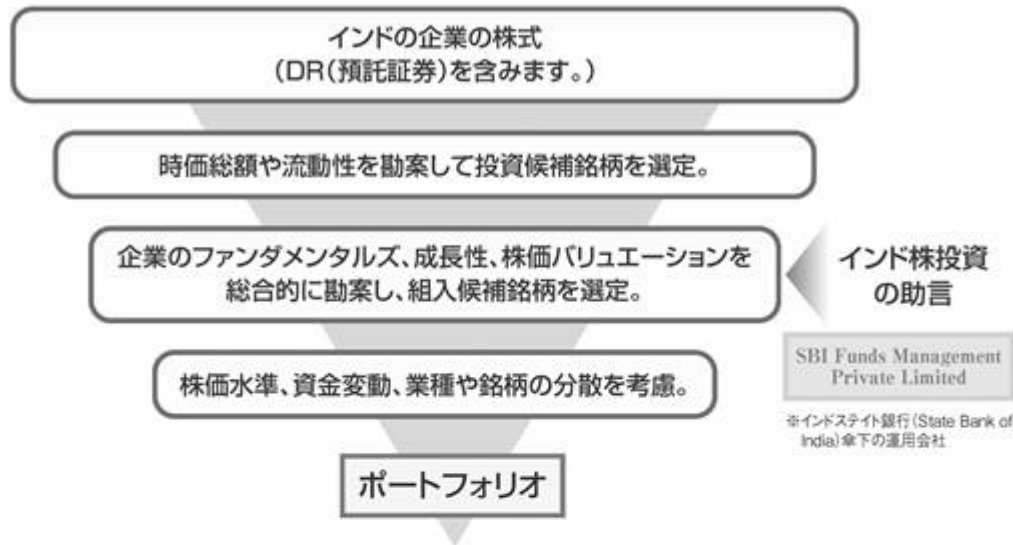 インドの企業の株式
（DR（預託証券）を含みます。）
時価総額や流動性を勘案して投資候補銘柄を選定。
企業のファンダメンタルズ、成長性、株価バリュエーションを
総合的に勘案し、組入候補銘柄を選定。
インド株投資
の助言
SBI Funds Management
Private Limited
※インドステイト銀行（State Bank of
India）傘下の運用会社
株価水準、資金変動、業種や銘柄の分散を考慮。
ポートフォリオ